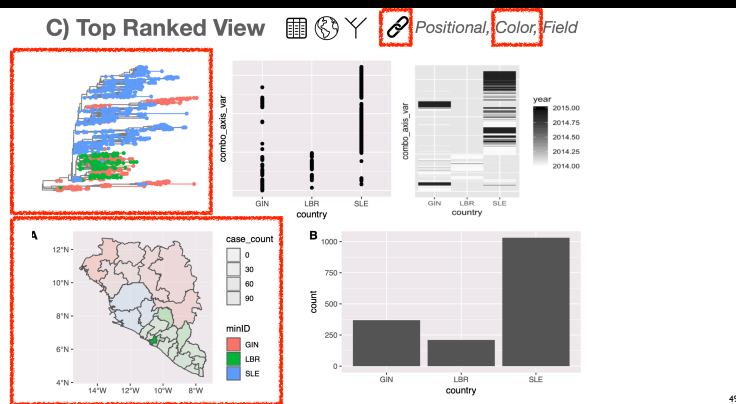 C) Top Ranked View Positional, Color, Field
combo_axis_var
GIN LBR SLE
country
combo_axis_var
GIN LBR SLE
country
year
2015.00
2014.75
2014.50
2014.25
2014.00
A
12°N
10°N
8°N
6°N
4°N
14°W 12°W 10°W 8°W
case_count
0
30
60
90
minID
GIN
LBR
SLE
B
count
1000
750
500
250
0
GIN LBR SLE
country